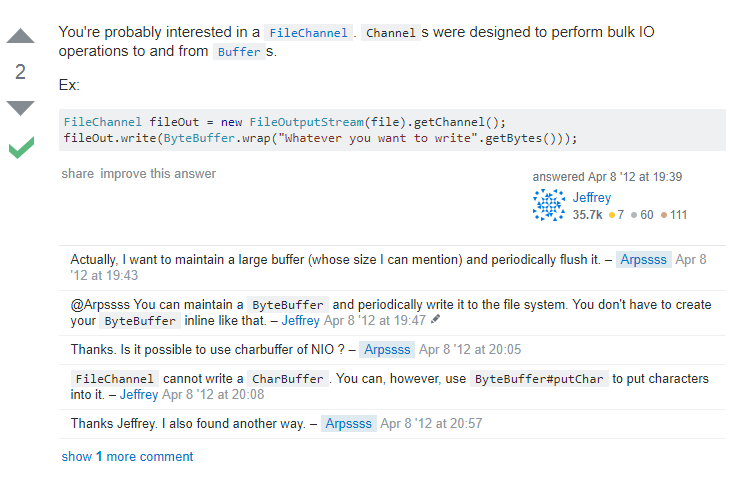 You're probably interested in a FileChannel. Channels were designed to perform bulk IO
operations to and from Buffers.
2
Ex:
FileChannel fileOut = new FileOutputStream(file).getChannel();
fileOut.write(ByteBuffer.wrap("Whatever you want to write".getBytes()));
share improve this answer
answered Apr 8 '12 at 19:39
Jeffrey
35.7k 7 60 111
Actually, I want to maintain a large buffer (whose size I can mention) and periodically flush it. – Arpssss Apr 8
'12 at 19:43
@Arpssss You can maintain a ByteBuffer and periodically write it to the file system. You don't have to create
your ByteBuffer inline like that. – Jeffrey Apr 8 '12 at 19:47
Thanks. Is it possible to use charbuffer of NIO ? – Arpssss Apr 8 '12 at 20:05
FileChannel cannot write a CharBuffer. You can, however, use ByteBuffer#putChar to put characters
into it. – Jeffrey Apr 8 '12 at 20:08
Thanks Jeffrey. I also found another way. – Arpssss Apr 8 '12 at 20:57
show 1 more comment